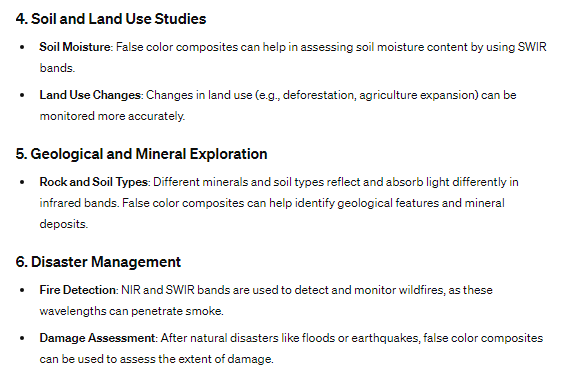 4. Soil and Land Use Studies
• Soil Moisture: False color composites can help in assessing soil moisture content by using SWIR
bands.
• Land Use Changes: Changes in land use (e.g., deforestation, agriculture expansion) can be
monitored more accurately.
5. Geological and Mineral Exploration
• Rock and Soil Types: Different minerals and soil types reflect and absorb light differently in
infrared bands. False color composites can help identify geological features and mineral
deposits.
6. Disaster Management
• Fire Detection: NIR and SWIR bands are used to detect and monitor wildfires, as these
wavelengths can penetrate smoke.
• Damage Assessment: After natural disasters like floods or earthquakes, false color composites
can be used to assess the extent of damage.